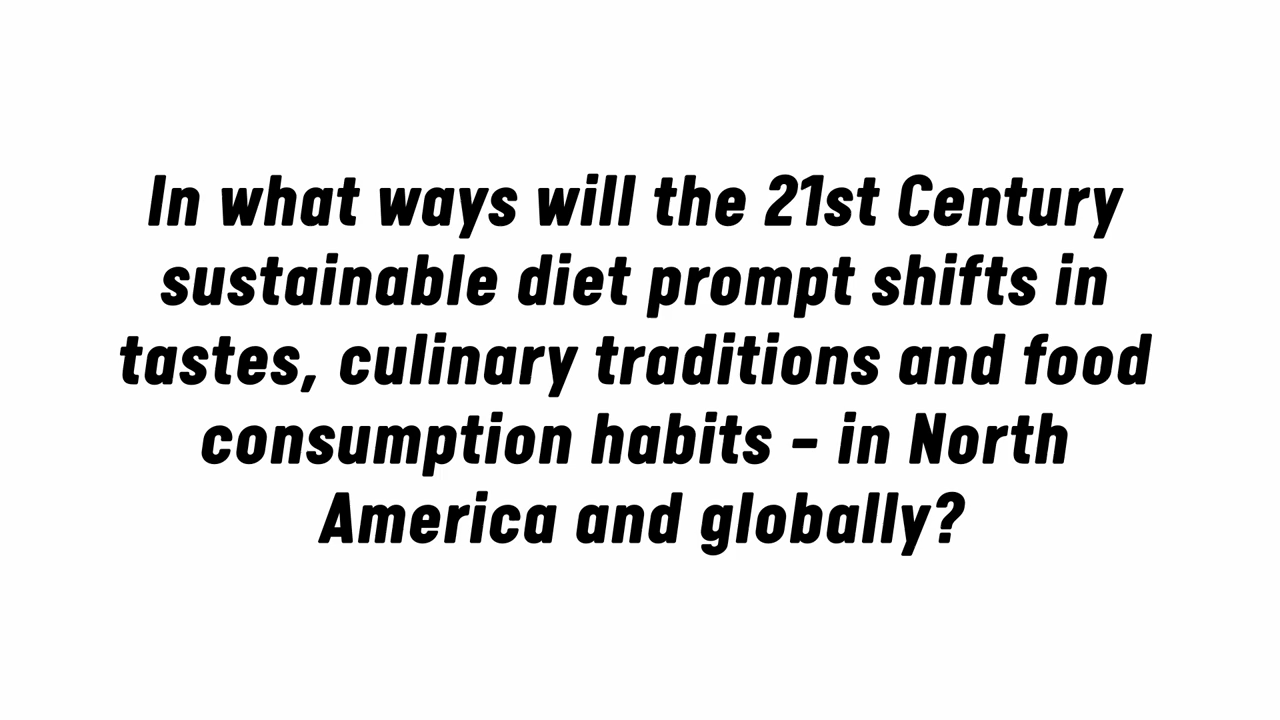 In what ways will the 21st Century
sustainable diet prompt shifts in
tastes, culinary traditions and food
consumption habits – in North
America and globally?